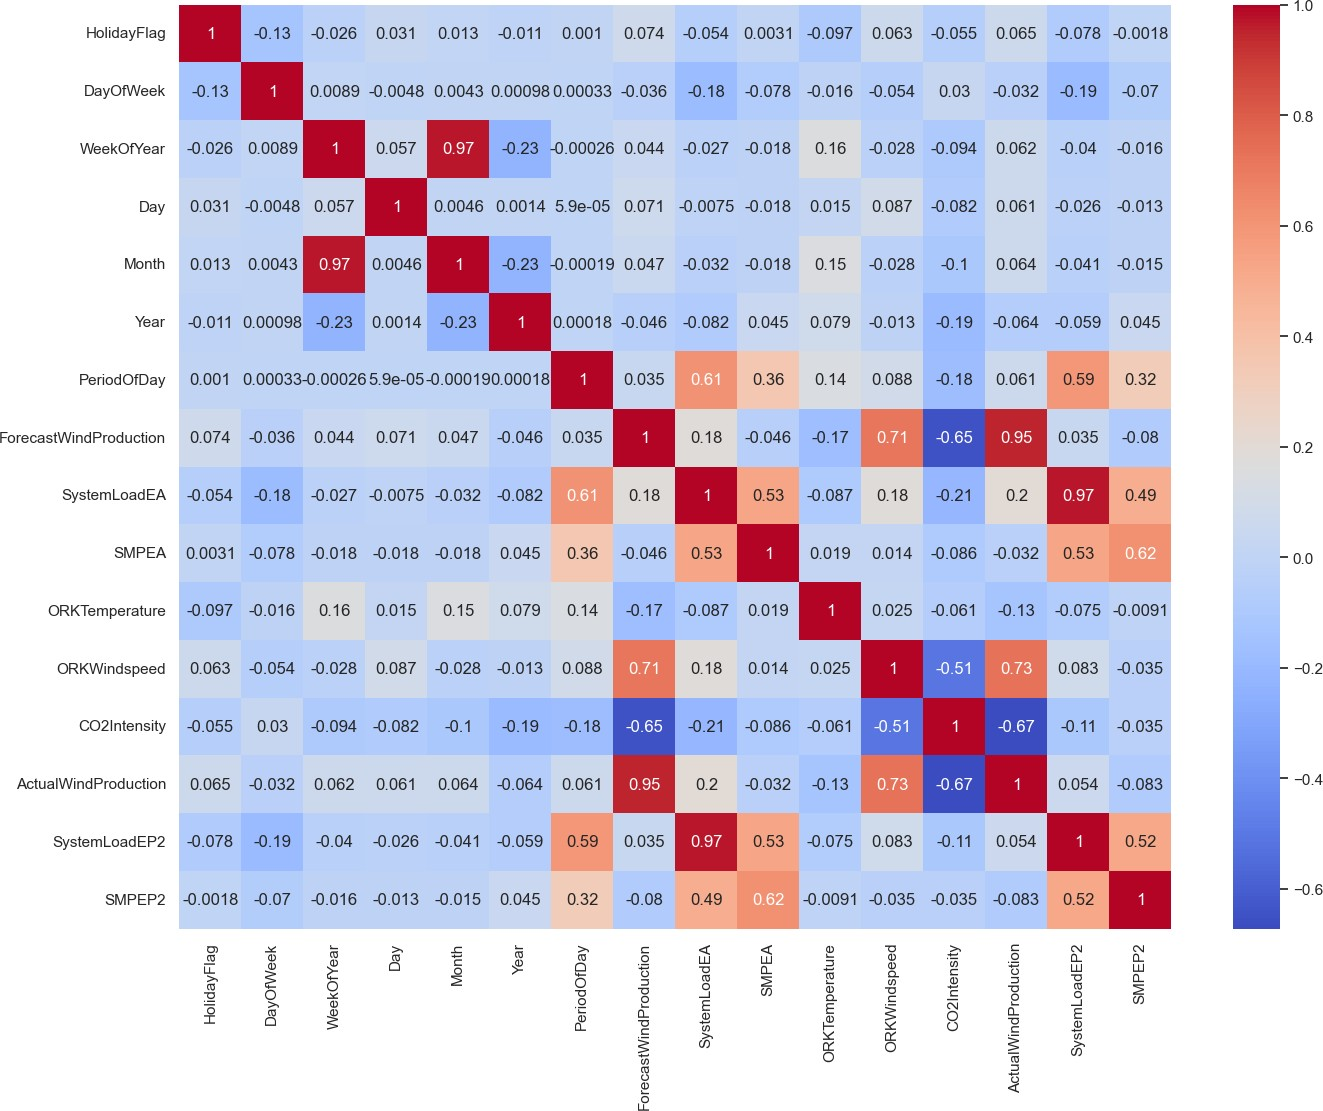 HolidayFlag 1 -0.13 -0.026 0.031 0.013 -0.011 0.001 0.074 -0.054 0.0031 -0.097 0.063 -0.055 0.065 -0.078 -0.0018
DayOfWeek -0.13 1 0.0089 -0.0048 0.0043 0.00098 0.00033 -0.036 -0.18 -0.078 -0.016 -0.054 0.03 -0.032 -0.19 -0.07
WeekOfYear -0.026 0.0089 1 0.057 0.97 -0.23 -0.00026 0.044 -0.027 -0.018 0.16 -0.028 -0.094 0.062 -0.04 -0.016
Day 0.031 -0.0048 0.057 1 0.0046 0.0014 5.9e-05 0.071 -0.0075 -0.018 0.015 0.087 -0.082 0.061 -0.026 -0.013
Month 0.013 0.0043 0.97 0.0046 1 -0.23 -0.00019 0.047 -0.032 -0.018 0.15 -0.028 -0.1 0.064 -0.041 -0.015
Year -0.011 0.00098 -0.23 0.0014 -0.23 1 0.00018 -0.046 -0.082 0.045 0.079 -0.013 -0.19 -0.064 -0.059 0.045
PeriodOfDay 0.001 0.00033 -0.00026 5.9e-05 -0.00019 0.00018 1 0.035 0.61 0.36 0.14 0.088 -0.18 0.061 0.59 0.32
ForecastWindProduction 0.074 -0.036 0.044 0.071 0.047 -0.046 0.035 1 0.18 -0.046 -0.17 0.71 -0.65 0.95 0.035 -0.08
SystemLoadEA -0.054 -0.18 -0.027 -0.0075 -0.032 -0.082 0.61 0.18 1 0.53 -0.087 0.18 -0.21 0.2 0.97 0.49
SMPEA 0.0031 -0.078 -0.018 -0.018 -0.018 0.045 0.36 -0.046 0.53 1 0.019 0.014 -0.086 -0.032 0.53 0.62
ORKTemperature -0.097 -0.016 0.16 0.015 0.15 0.079 0.14 -0.17 -0.087 0.019 1 0.025 -0.061 -0.13 -0.075 -0.0091
ORKWindspeed 0.063 -0.054 -0.028 0.087 -0.028 -0.013 0.088 0.71 0.18 0.014 0.025 1 -0.51 0.73 0.083 -0.035
CO2Intensity -0.055 0.03 -0.094 -0.082 -0.1 -0.19 -0.18 -0.65 -0.21 -0.086 -0.061 -0.51 1 -0.67 -0.11 -0.035
ActualWindProduction 0.065 -0.032 0.062 0.061 0.064 -0.064 0.061 0.95 0.2 -0.032 -0.13 0.73 -0.67 1 0.054 -0.083
SystemLoadEP2 -0.078 -0.19 -0.04 -0.026 -0.041 -0.059 0.59 0.035 0.97 0.53 -0.075 0.083 -0.11 0.054 1 0.52
SMPEP2 -0.0018 -0.07 -0.016 -0.013 -0.015 0.045 0.32 -0.08 0.49 0.62 -0.0091 -0.035 -0.035 -0.083 0.52 1
HolidayFlag
DayOfWeek
WeekOfYear
Day
Month
Year
PeriodOfDay
ForecastWindProduction
SystemLoadEA
SMPEA
ORKTemperature
ORKWindspeed
CO2Intensity
ActualWindProduction
SystemLoadEP2
SMPEP2
1.0
0.8
0.6
0.4
0.2
0.0
−0.2
−0.4
−0.6